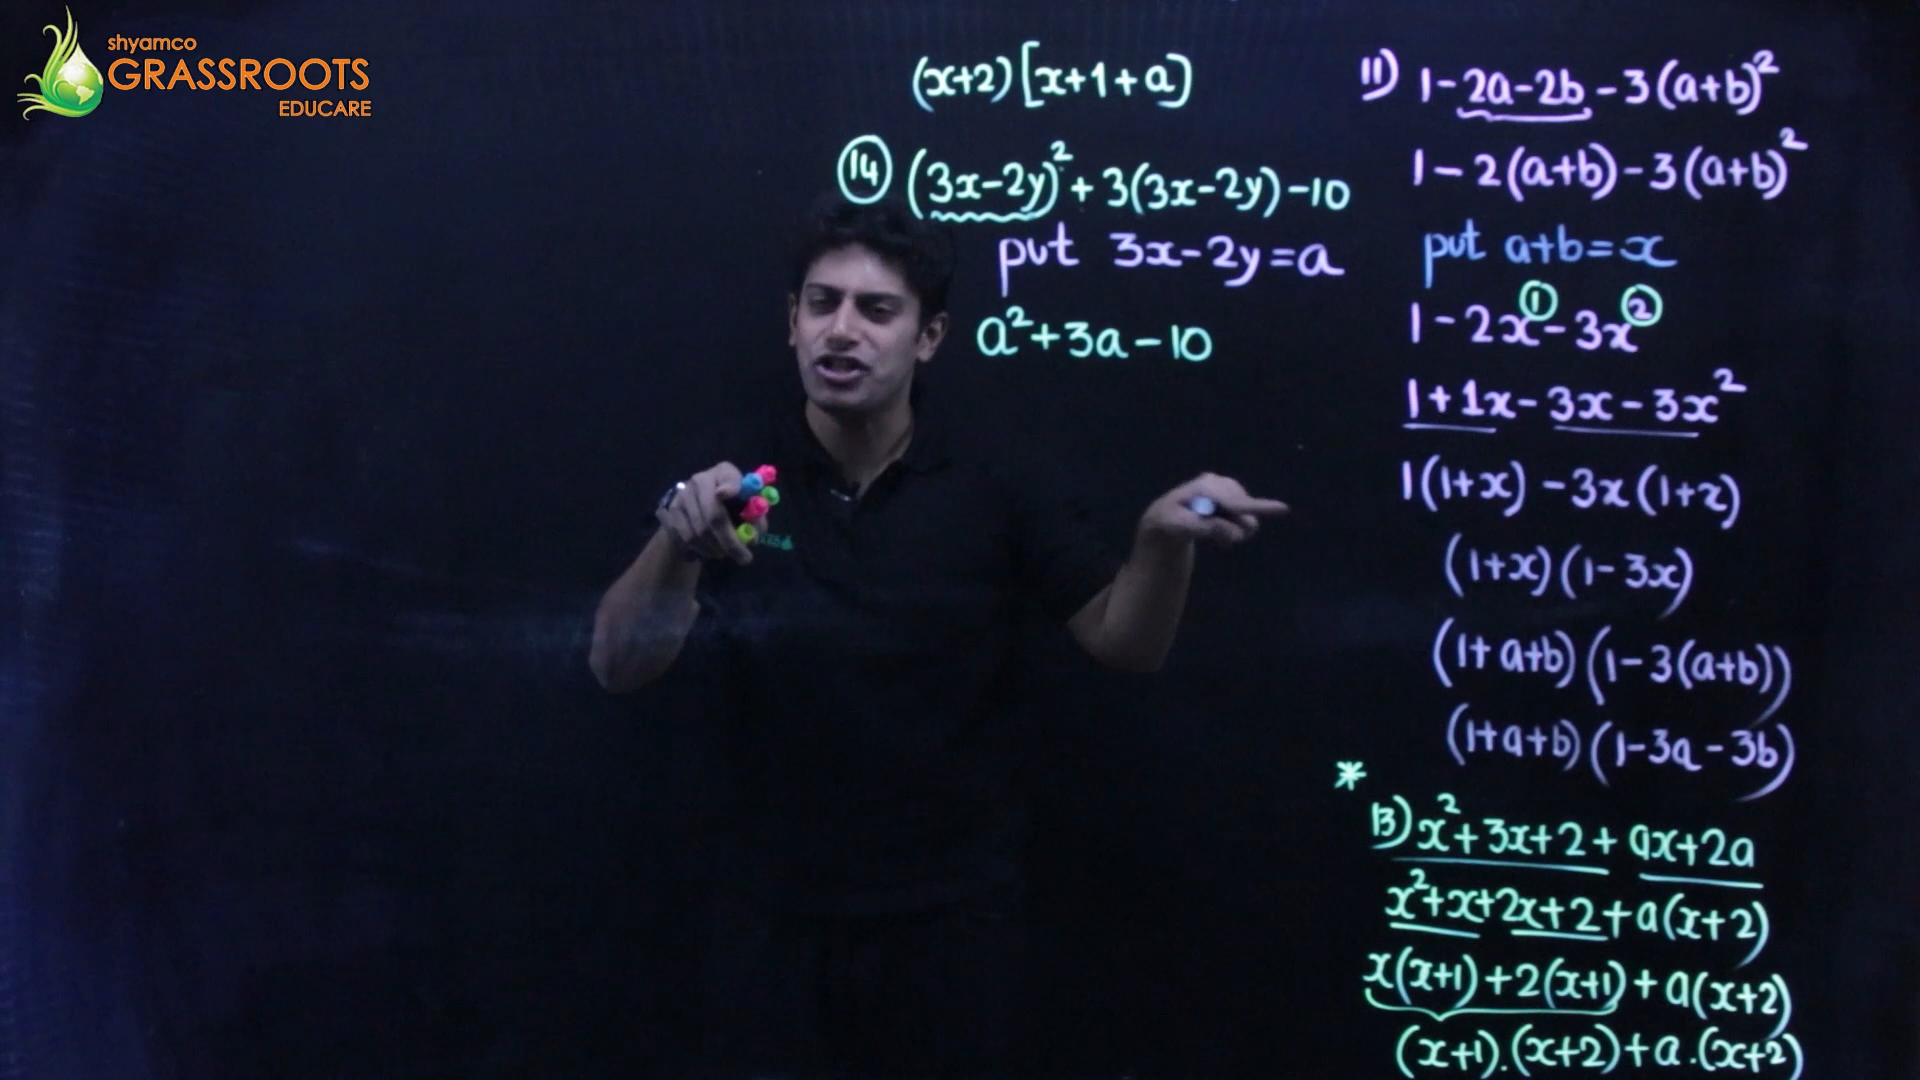 shyamco
GRASSROOTS
EDUCARE
(x+2)[x+1+a]
14 (3x-2y)² + 3(3x-2y) - 10
put 3x-2y=a
a²+3a-10
11) 1-2a-2b-3(a+b)²
1-2(a+b)-3(a+b)²
put a+b=x
1-2x①-3x②
1+1x-3x-3x²
1(1+x)-3x(1+x)
(1+x)(1-3x)
(1+a+b)(1-3(a+b))
(1+a+b)(1-3a-3b)
*
13) x²+3x+2+ax+2a
x²+x+2x+2+a(x+2)
x(x+1)+2(x+1)+a(x+2)
(x+1).(x+2)+a.(x+2)